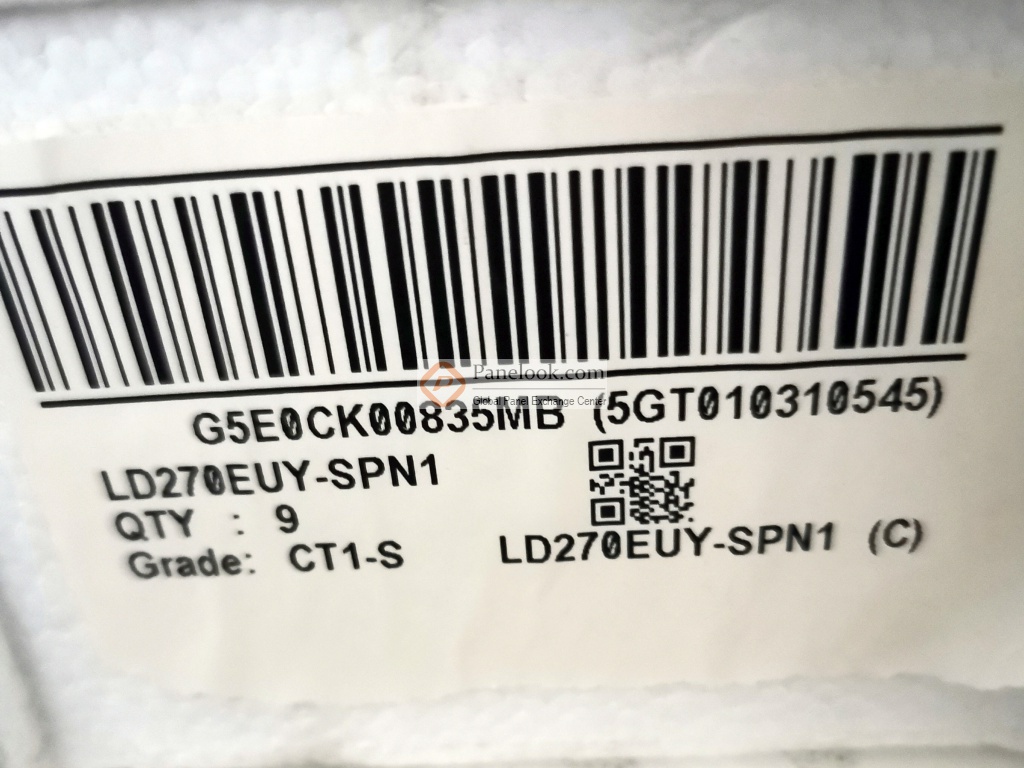 Panelook.com
Global Panel Exchange Center
G5E0CK00835MB (5GT010310545)
LD270EUY-SPN1
QTY : 9
Grade: CT1-S
LD270EUY-SPN1 (C)